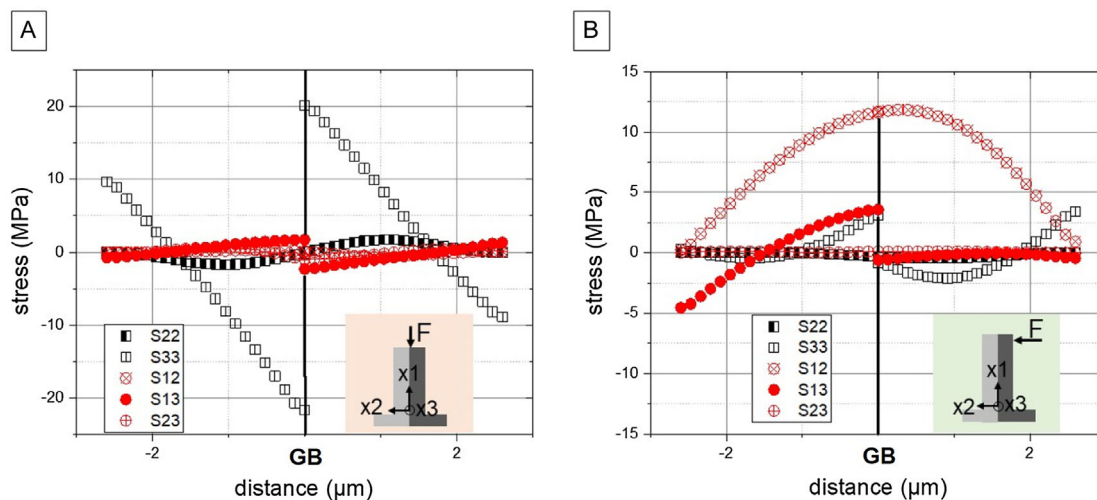 A
stress (MPa)
20
10
0
-10
-20
S22
S33
S12
S13
S23
F
x1
x2
x3
-2
GB
2
distance (µm)
B
stress (MPa)
15
10
5
0
-5
-10
-15
S22
S33
S12
S13
S23
F
x1
x2
x3
-2
GB
2
distance (µm)